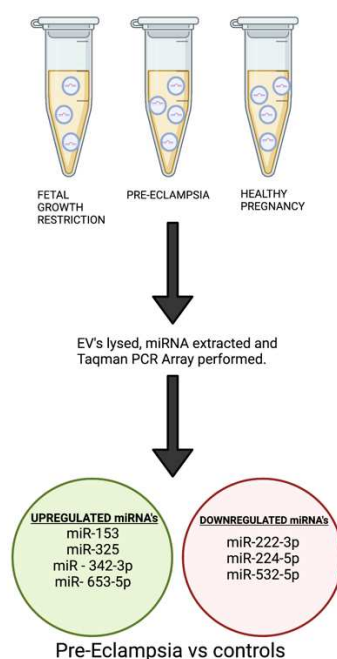 FETAL
GROWTH
RESTRICTION
PRE-ECLAMPSIA
HEALTHY
PREGNANCY
EV's lysed, miRNA extracted and
Taqman PCR Array performed.
UPREGULATED miRNA's
miR-153
miR-325
miR - 342-3p
miR- 653-5p
DOWNREGULATED miRNA's
miR-222-3p
miR-224-5p
miR-532-5p
Pre-Eclampsia vs controls